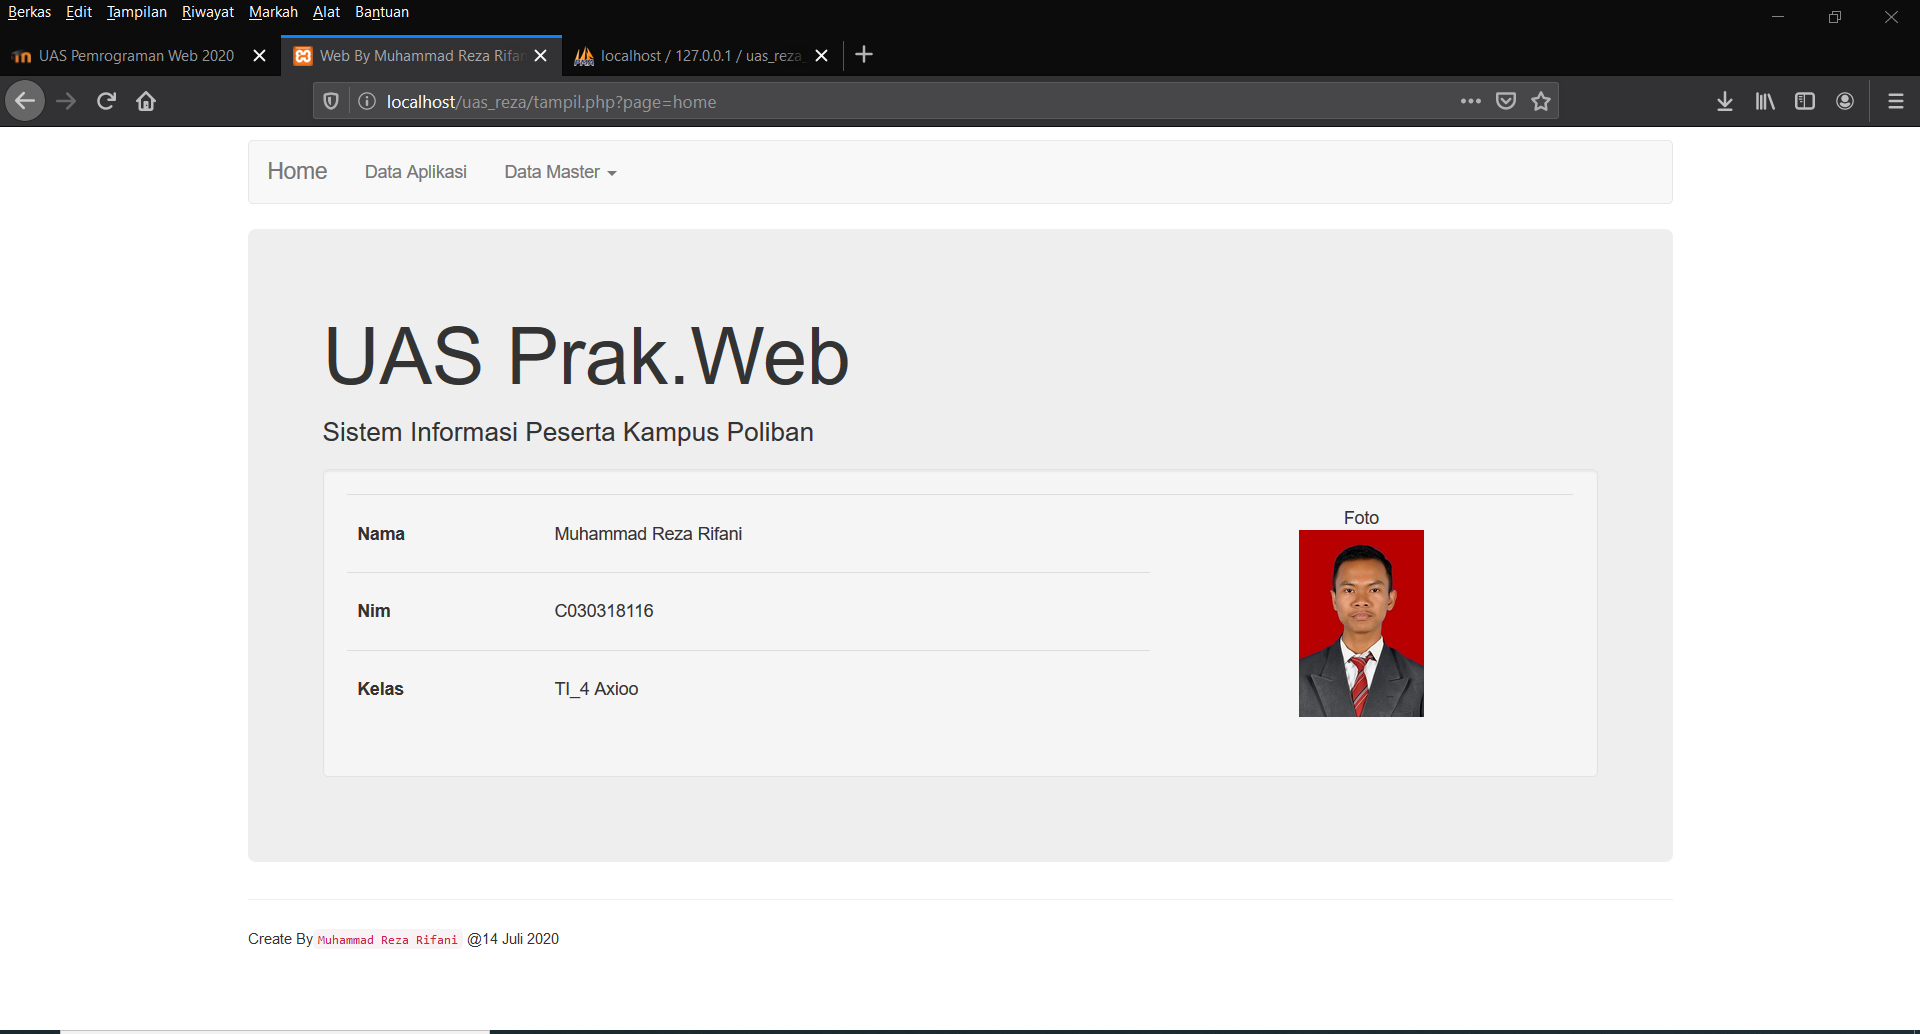 Berkas Edit Tampilan Riwayat Markah Alat Bantuan
UAS Pemrograman Web 2020 Web By Muhammad Reza Rifan localhost / 127.0.0.1 / uas_reza_
localhost/uas_reza/tampil.php?page=home
Home Data Aplikasi Data Master
UAS Prak.Web
Sistem Informasi Peserta Kampus Poliban
Foto
Nama Muhammad Reza Rifani
Nim C030318116
Kelas TI_4 Axioo
Create By Muhammad Reza Rifani @14 Juli 2020